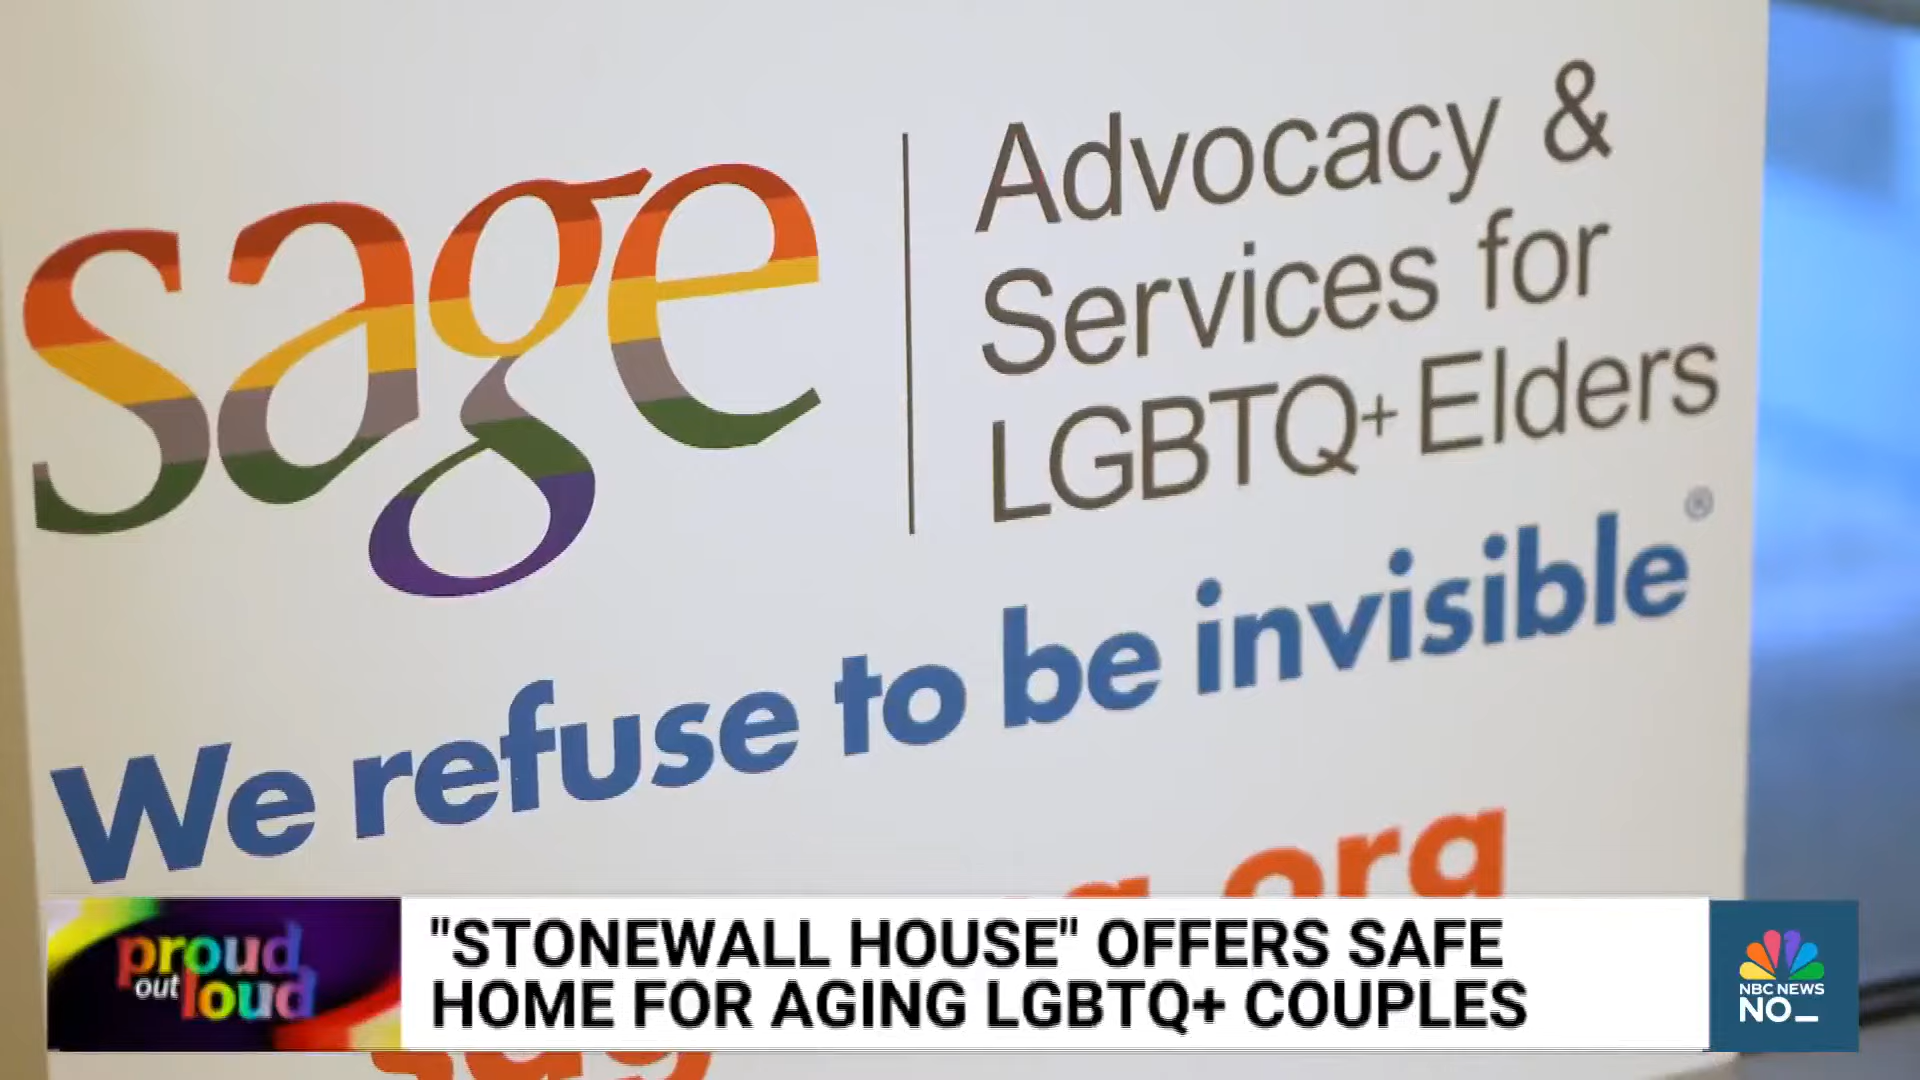 sage
Advocacy &
Services for
LGBTQ+ Elders
We refuse to be invisible®
proud
out loud
"STONEWALL HOUSE" OFFERS SAFE
HOME FOR AGING LGBTQ+ COUPLES
NBC NEWS
NO_